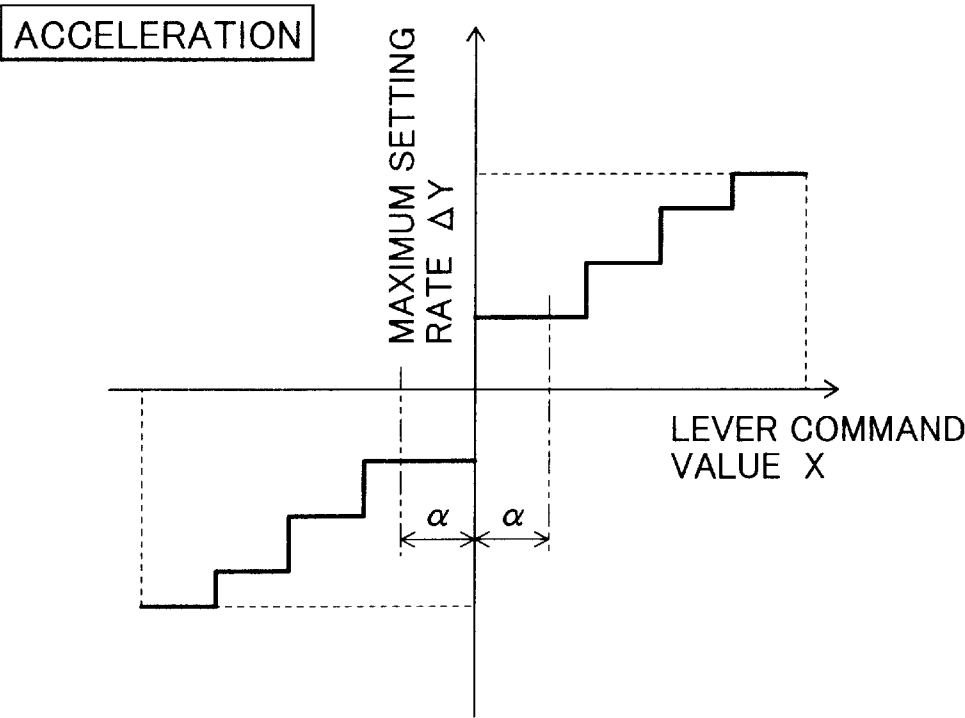 ACCELERATION
MAXIMUM SETTING
RATE ΔY
LEVER COMMAND
VALUE X
α
α